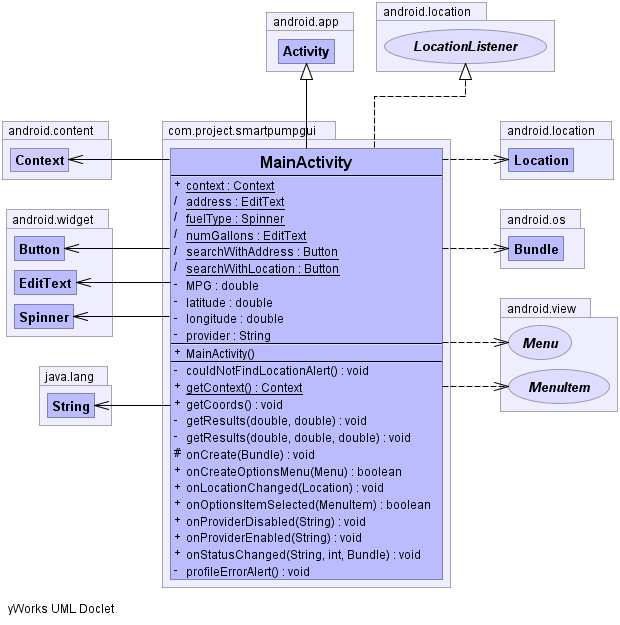 android.app
Activity
android.location
LocationListener
android.content
Context
com.project.smartpumpgui
MainActivity
+ context : Context
/ address : EditText
/ fuelType : Spinner
/ numGallons : EditText
/ searchWithAddress : Button
/ searchWithLocation : Button
- MPG : double
- latitude : double
- longitude : double
- provider : String
+ MainActivity()
- couldNotFindLocationAlert() : void
+ getContext() : Context
+ getCoords() : void
- getResults(double, double) : void
- getResults(double, double, double) : void
# onCreate(Bundle) : void
+ onCreateOptionsMenu(Menu) : boolean
+ onLocationChanged(Location) : void
+ onOptionsItemSelected(MenuItem) : boolean
+ onProviderDisabled(String) : void
+ onProviderEnabled(String) : void
+ onStatusChanged(String, int, Bundle) : void
- profileErrorAlert() : void
android.location
Location
android.widget
Button
EditText
Spinner
android.os
Bundle
android.view
Menu
MenuItem
java.lang
String
yWorks UML Doclet